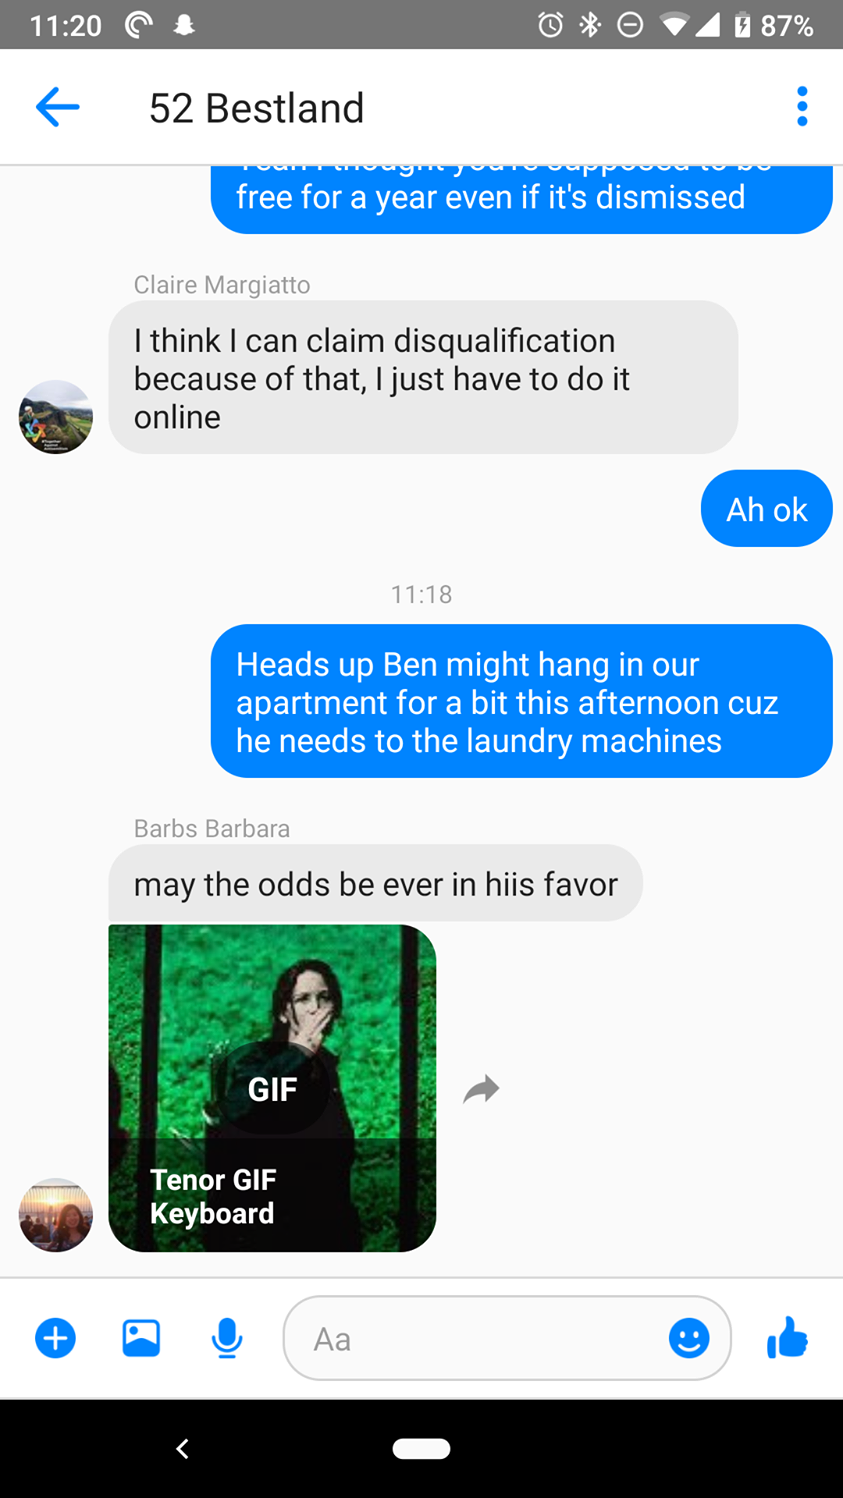 11:20
87%
52 Bestland
free for a year even if it's dismissed
Claire Margiatto
I think I can claim disqualification
because of that, I just have to do it
online
Ah ok
11:18
Heads up Ben might hang in our
apartment for a bit this afternoon cuz
he needs to the laundry machines
Barbs Barbara
may the odds be ever in hiis favor
GIF
Tenor GIF
Keyboard
Aa